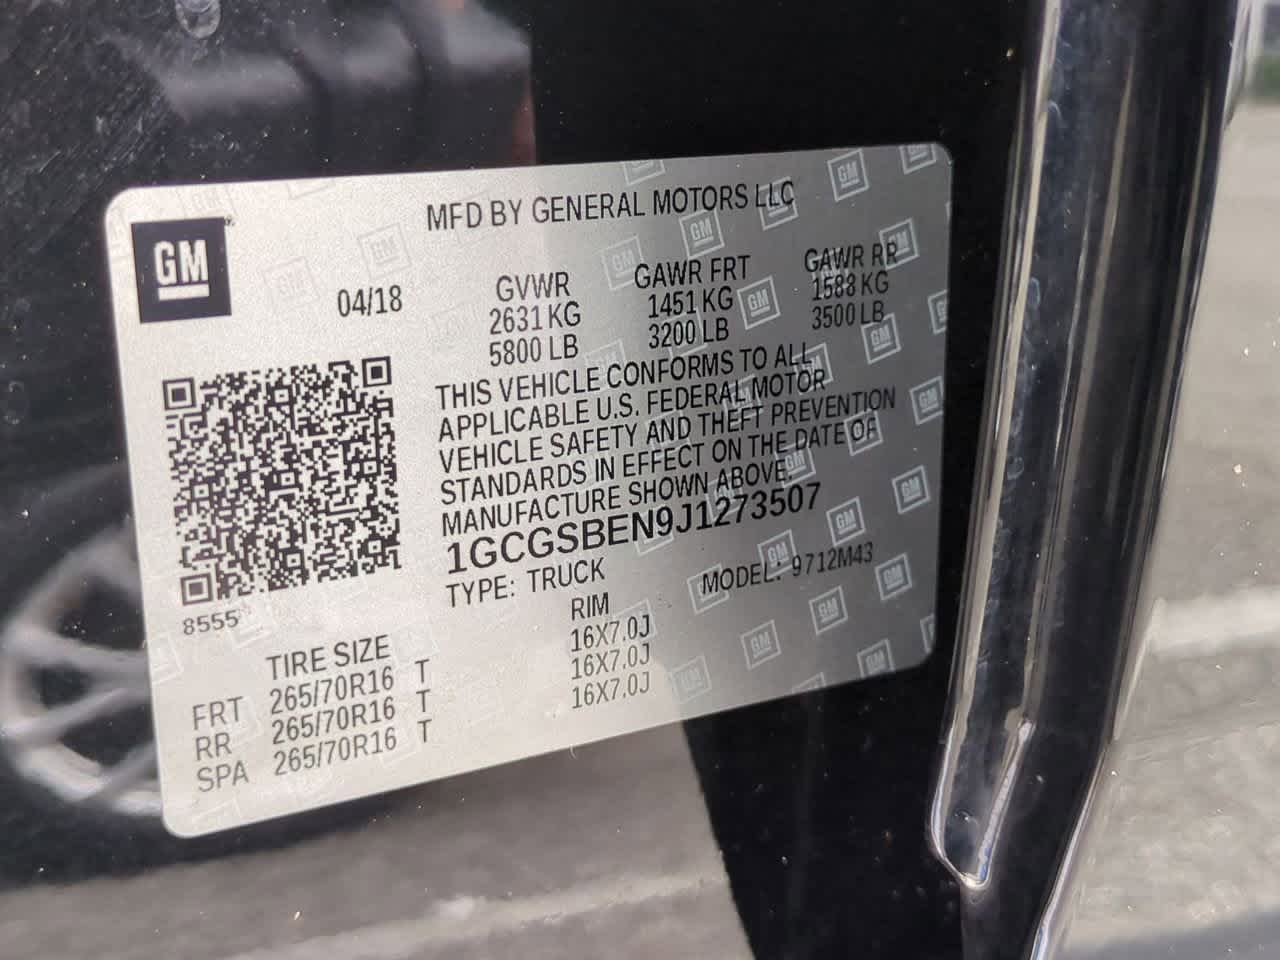 MFD BY GENERAL MOTORS LLC
GM
04/18
GVWR GAWR FRT GAWR RR
2631 KG 1451 KG 1588 KG
5800 LB 3200 LB 3500 LB
THIS VEHICLE CONFORMS TO ALL
APPLICABLE U.S. FEDERAL MOTOR
VEHICLE SAFETY AND THEFT PREVENTION
STANDARDS IN EFFECT ON THE DATE OF
MANUFACTURE SHOWN ABOVE.
1GCGSBEN9J1273507
TYPE: TRUCK MODEL: 9712M43
8555
TIRE SIZE RIM
FRT 265/70R16 T 16X7.0J
RR 265/70R16 T 16X7.0J
SPA 265/70R16 T 16X7.0J